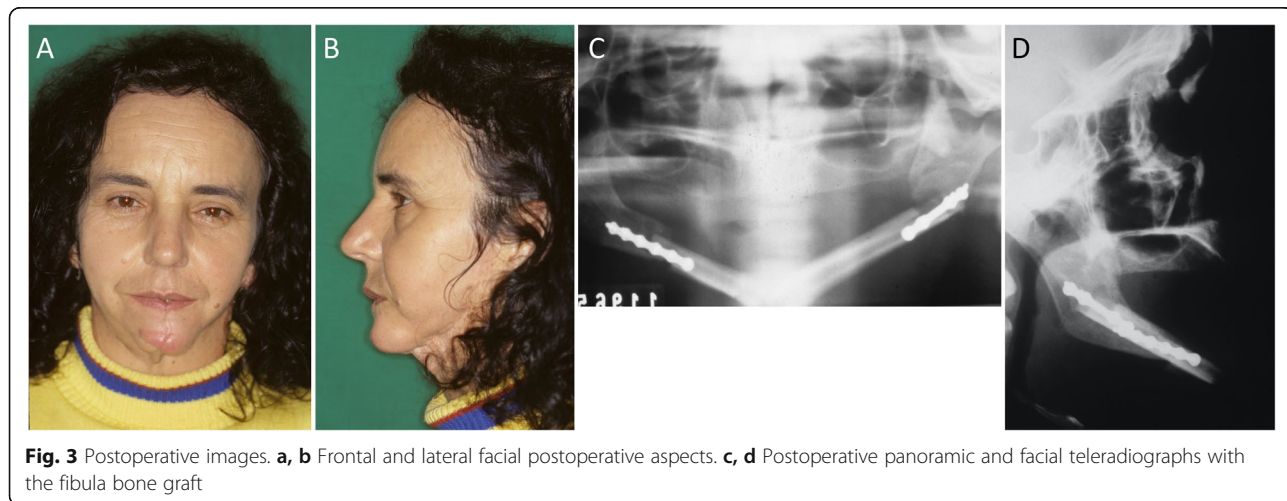 A
B
C
D
11965
Fig. 3 Postoperative images. a, b Frontal and lateral facial postoperative aspects. c, d Postoperative panoramic and facial teleradiographs with
the fibula bone graft